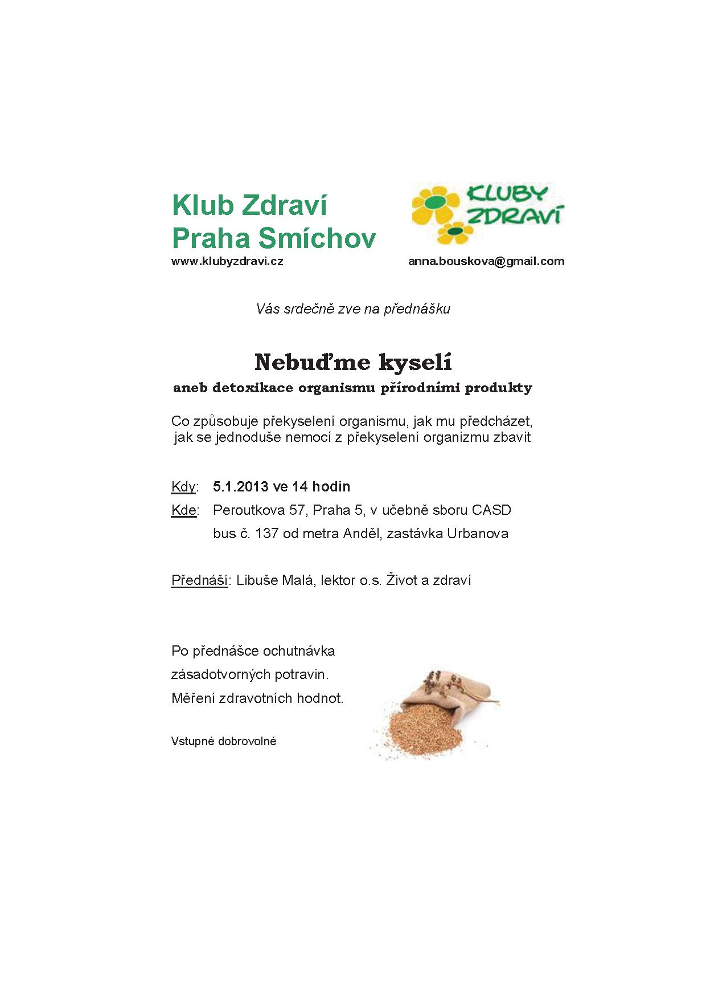 Klub Zdraví
Praha Smíchov
KLUBY
ZDRAVÍ
www.klubyzdravi.cz anna.bouskova@gmail.com
Vás srdečně zve na přednášku
Nebuďme kyselí
aneb detoxikace organismu přírodními produkty
Co způsobuje překyselení organismu, jak mu předcházet,
jak se jednoduše nemocí z překyselení organizmu zbavit
Kdy: 5.1.2013 ve 14 hodin
Kde: Peroutkova 57, Praha 5, v učebně sboru CASD
bus č. 137 od metra Anděl, zastávka Urbanova
Přednáší: Libuše Malá, lektor o.s. Život a zdraví
Po přednášce ochutnávka
zásadotvorných potravin.
Měření zdravotních hodnot.
Vstupné dobrovolné